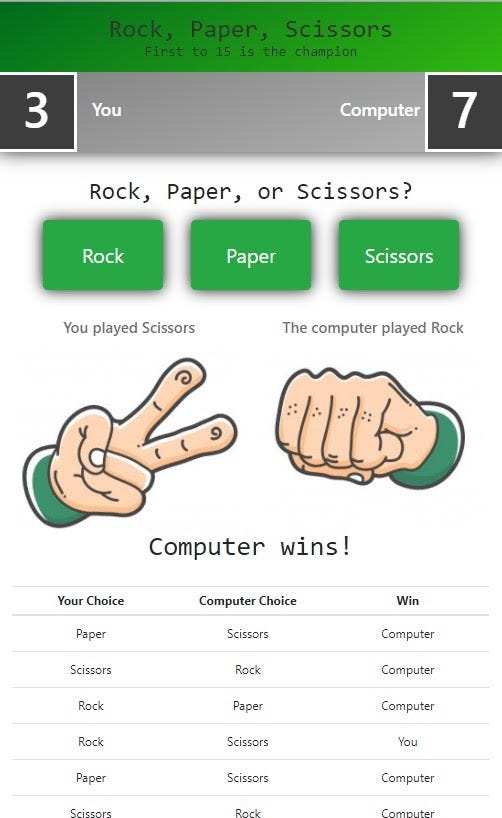 Rock, Paper, Scissors
First to 15 is the champion
3 You Computer 7
Rock, Paper, or Scissors?
Rock Paper Scissors
You played Scissors The computer played Rock
Computer wins!
Your Choice Computer Choice Win
Paper Scissors Computer
Scissors Rock Computer
Rock Paper Computer
Rock Scissors You
Paper Scissors Computer
Scissors Rock Computer